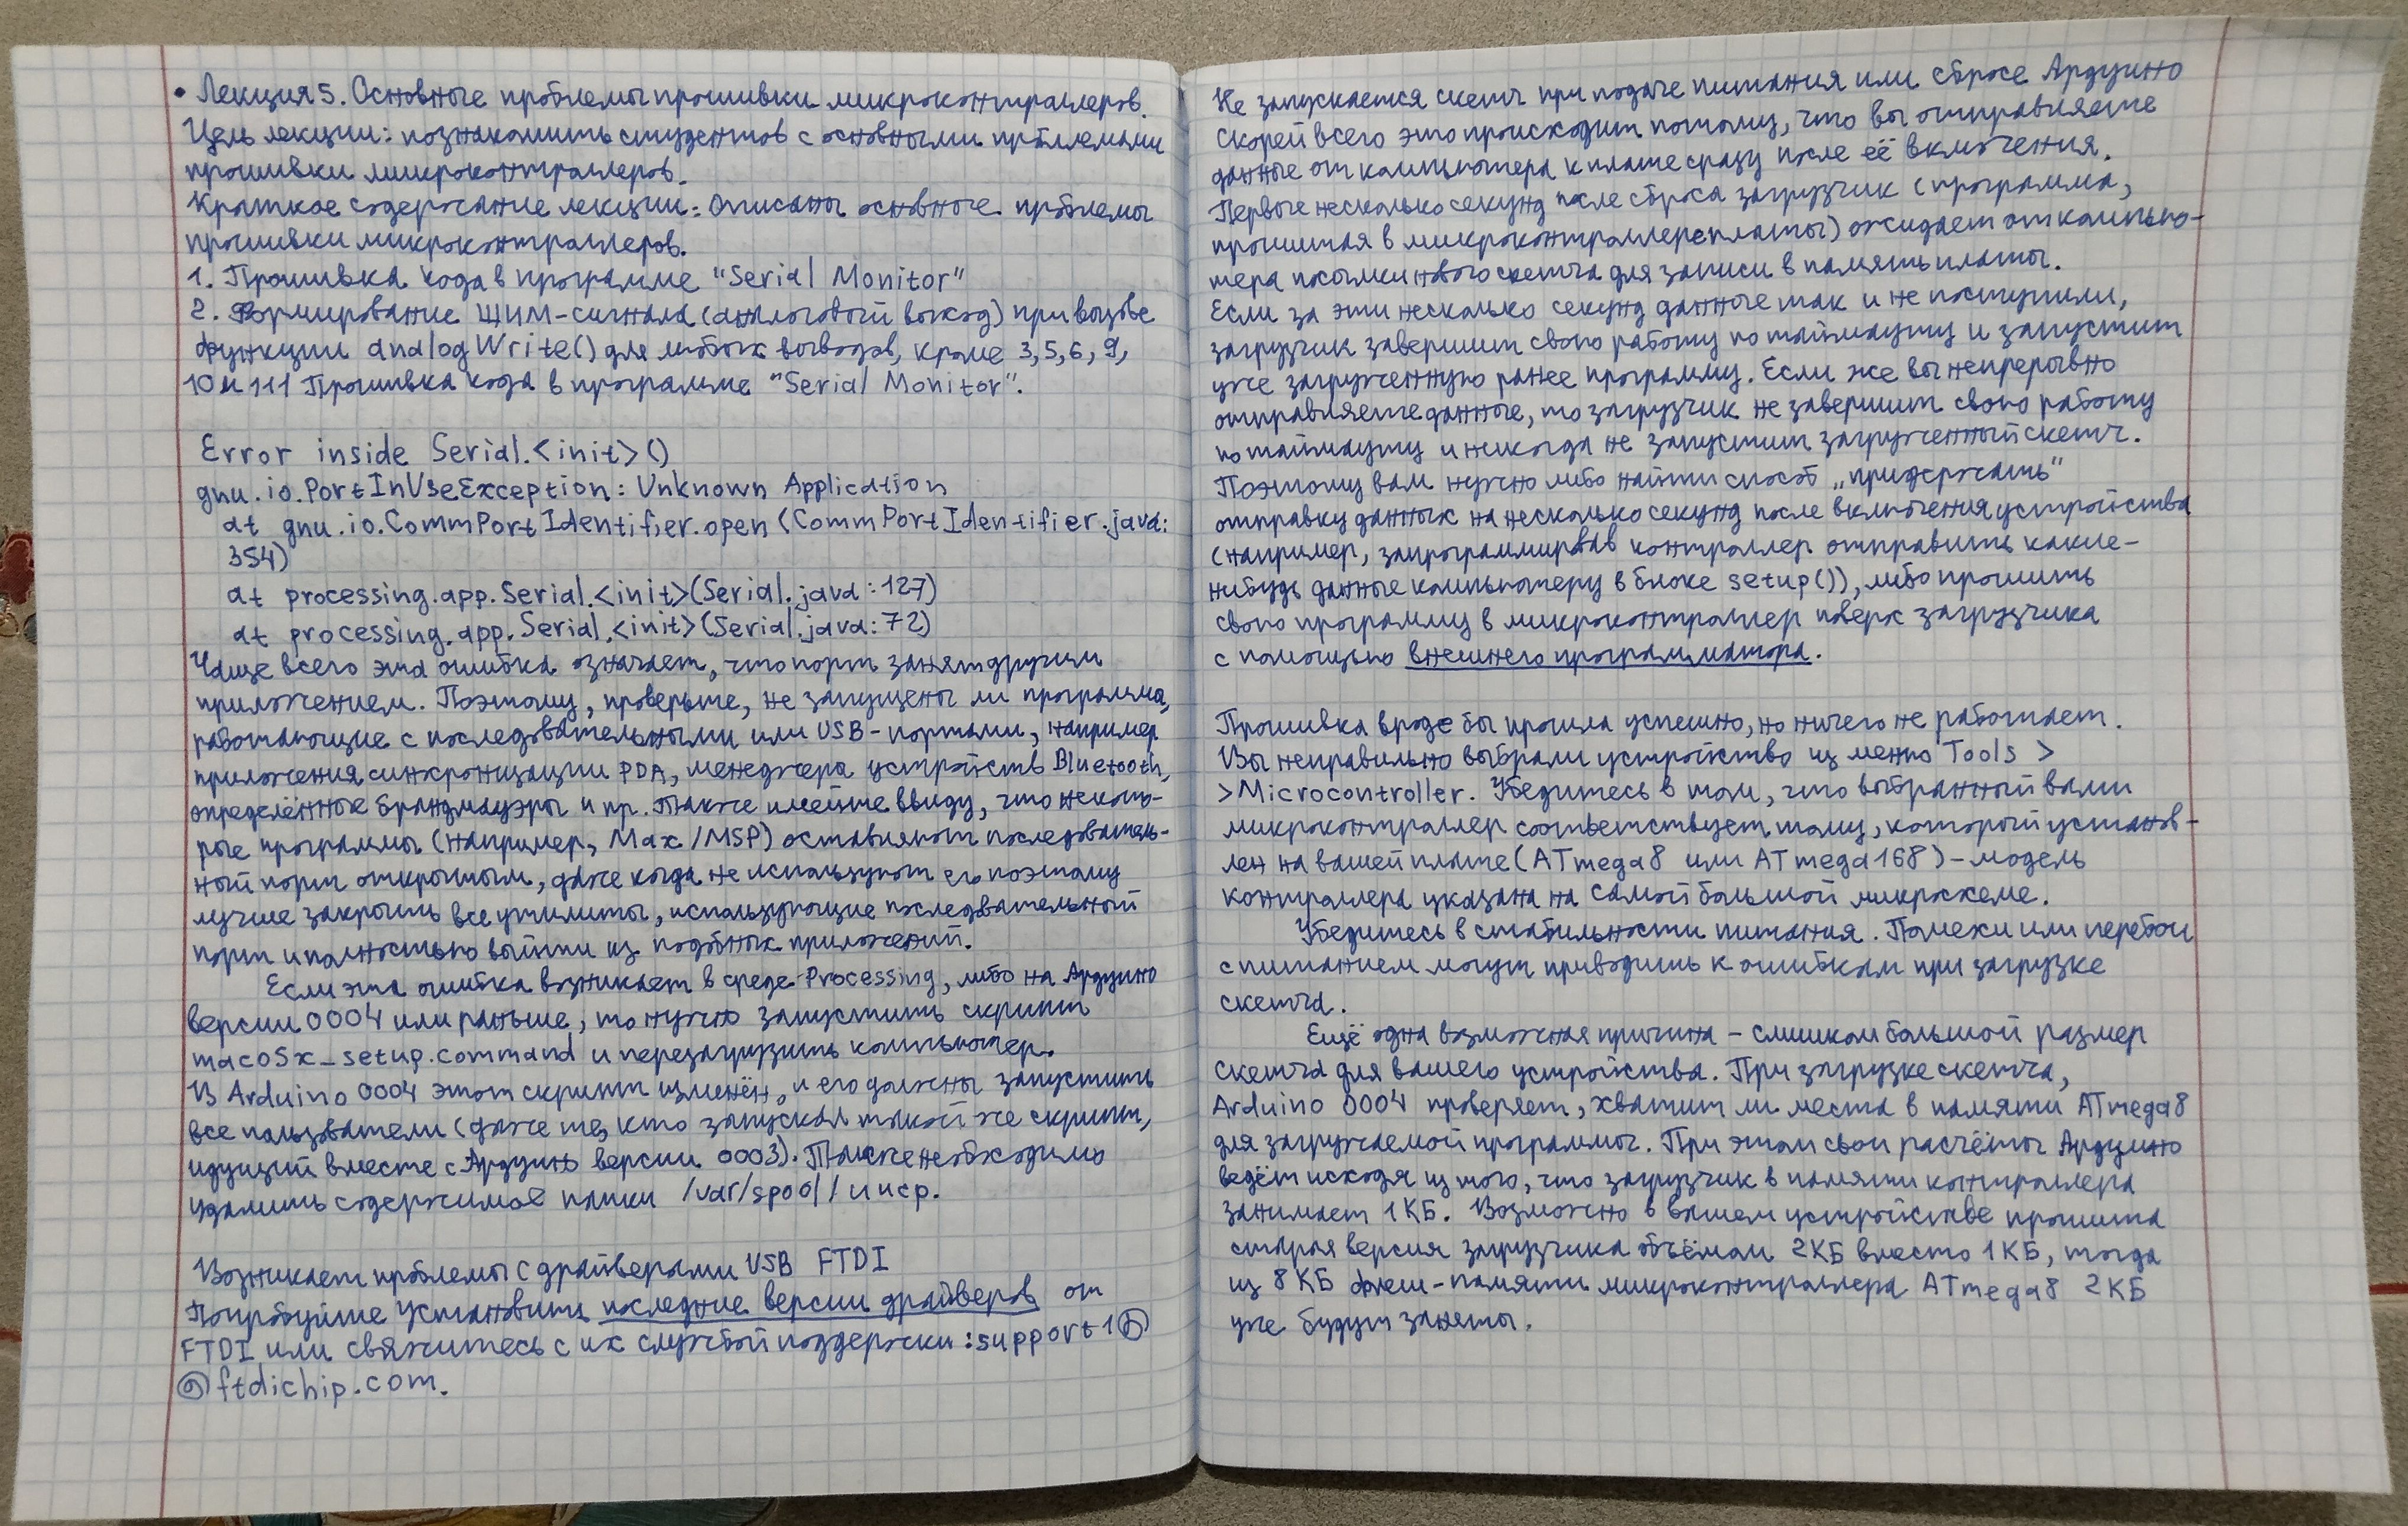 • Лекция 5. Основные проблемы прошивки микроконтроллеров.
Цель лекции: познакомить студентов с основными проблемами
прошивки микроконтроллеров.
Краткое содержание лекции: Описаны основные проблемы
прошивки микроконтроллеров.
1. Прошивка кода в программе "Serial Monitor"
2. Формирование ШИМ-сигнала (аналоговый выход) при вызове
функции analogWrite() для любых выводов, кроме 3, 5, 6, 9,
10 и 111 Прошивка кода в программе "Serial Monitor".
Error inside Serial.<init>()
gnu.io.PortInUseException: Unknown Application
at gnu.io.CommPortIdentifier.open (CommPortIdentifier.java:
354)
at processing.app.Serial.<init>(Serial.java:127)
at processing.app.Serial.<init>(Serial.java:72)
Чаще всего эта ошибка означает, что порт занят другим
приложением. Поэтому, проверьте, не запущены ли программа,
работающие с последовательными или USB-портами, например
приложения синхронизации PDA, менеджера устройств Bluetooth,
определённые брандмауэры и пр. Также имейте ввиду, что некото-
рые программы (например, Max/MSP) оставляют последователь-
ный порт открытым, даже когда не используют его поэтому
лучше закрыть все утилиты, использующие последовательный
порт и полностью выйти из подобных приложений.
Если эта ошибка возникает в среде Processing, либо на Ардуино
версии 0004 или раньше, то нужно запустить скрипт
macosx_setup.command и перезагрузить компьютер.
В Arduino 0004 этот скрипт изменён, и его должны запустить
все пользователи (даже те, кто запускал такой же скрипт,
идущий вместе с Ардуино версии 0003). Также необходимо
удалить содержимое папки /var/spool/uucp.
Возникает проблемы с драйверами USB FTDI
Попробуйте установить последние версии драйверов от
FTDI или свяжитесь с их службой поддержки: support1@
@ftdichip.com.
Не запускается скетч при подаче питания или сбросе Ардуино
Скорей всего это происходит потому, что вы отправляете
данные от компьютера к плате сразу после её включения.
Первые несколько секунд после сброса загрузчик (программа,
прошитая в микроконтроллере платы) ожидает от компью-
тера посылки нового скетча для записи в память платы.
Если за эти несколько секунд данные так и не поступили,
загрузчик завершит свою работу по таймауту и запустит
уже загруженную ранее программу. Если же вы непрерывно
отправляете данные, то загрузчик не завершит свою работу
по таймауту и никогда не запустит загруженный скетч.
Поэтому вам нужно либо найти способ „придержать"
отправку данных на несколько секунд после включения устройства
(например, запрограммировав контроллер отправить какие-
нибудь данные компьютеру в блоке setup()), либо прошить
свою программу в микроконтроллер поверх загрузчика
с помощью внешнего программатора.
Прошивка вроде бы прошла успешно, но ничего не работает.
Вы неправильно выбрали устройство из меню Tools >
>Microcontroller. Убедитесь в том, что выбранный вами
микроконтроллер соответствует тому, который установ-
лен на вашей плате (ATmega8 или ATmega168) - модель
контроллера указана на самой большой микросхеме.
Убедитесь в стабильности питания. Помехи или перебои
с питанием могут приводить к ошибкам при загрузке
скетча.
Ещё одна возможная причина - слишком большой размер
скетча для вашего устройства. При загрузке скетча,
Arduino 0004 проверяет, хватит ли места в памяти ATmega8
для загружаемой программы. При этом свои расчёты Ардуино
ведёт исходя из того, что загрузчик в памяти контроллера
занимает 1 КБ. Возможно в вашем устройстве прошита
старая версия загрузчика объёмом 2КБ вместо 1КБ, тогда
из 8 КБ флеш-памяти микроконтроллера ATmega8 2КБ
уже будут заняты.